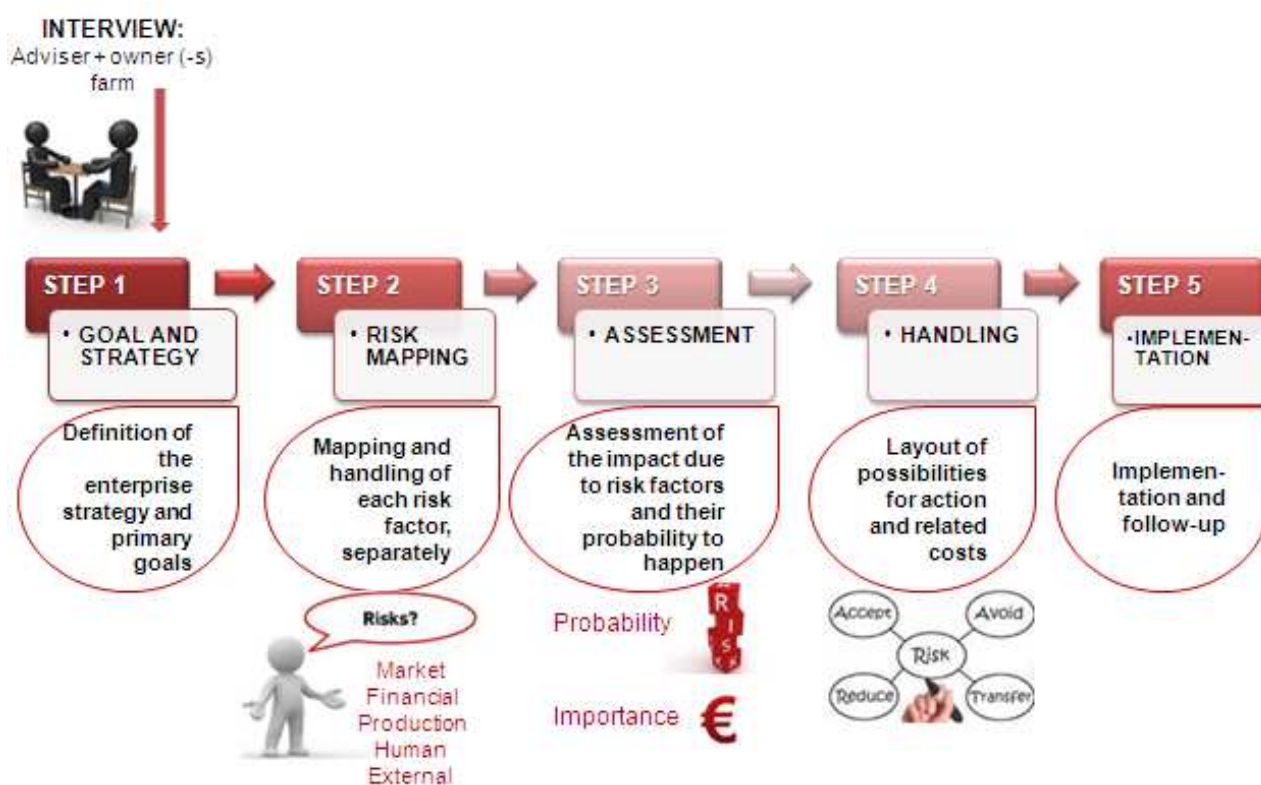 INTERVIEW:
Adviser + owner (-s)
farm
STEP 1
• GOAL AND
STRATEGY
Definition of
the
enterprise
strategy and
primary
goals
STEP 2
• RISK
MAPPING
Mapping and
handling of
each risk
factor,
separately
Risks?
Market
Financial
Production
Human
External
STEP 3
• ASSESSMENT
Assessment of
the impact due
to risk factors
and their
probability to
happen
Probability
R
I
S
Importance
€
STEP 4
• HANDLING
Layout of
possibilities
for action
and related
costs
Accept
Avoid
Risk
Reduce
Transfer
STEP 5
•IMPLEMEN-
TATION
Implemen-
tation and
follow-up